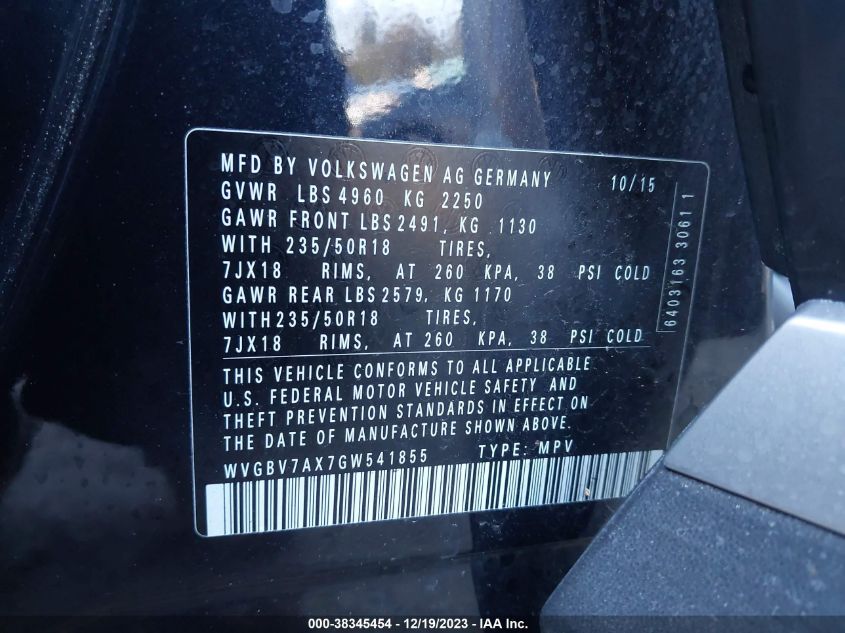 MFD BY VOLKSWAGEN AG GERMANY 10/15
GVWR LBS 4960 KG 2250
GAWR FRONT LBS 2491, KG 1130
WITH 235/50R18 TIRES,
7JX18 RIMS, AT 260 KPA, 38 PSI COLD
GAWR REAR LBS 2579, KG 1170
WITH 235/50R18 TIRES,
7JX18 RIMS, AT 260 KPA, 38 PSI COLD
THIS VEHICLE CONFORMS TO ALL APPLICABLE
U.S. FEDERAL MOTOR VEHICLE SAFETY AND
THEFT PREVENTION STANDARDS IN EFFECT ON
THE DATE OF MANUFACTURE SHOWN ABOVE.
WVGBV7AX7GW541855 TYPE: MPV
6403163 3061 1
000-38345454 / 12/19/2023 - IAA Inc.